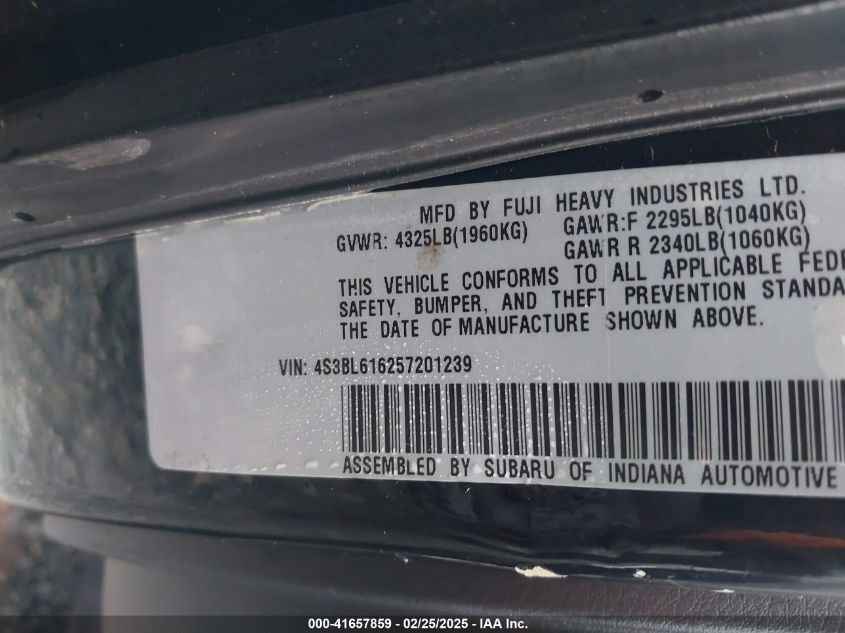 MFD BY FUJI HEAVY INDUSTRIES LTD.
GVWR: 4325LB(1960KG) GAWR:F 2295LB(1040KG)
GAWR R 2340LB(1060KG)
THIS VEHICLE CONFORMS TO ALL APPLICABLE FEDE
SAFETY, BUMPER, AND THEFT PREVENTION STANDA
THE DATE OF MANUFACTURE SHOWN ABOVE.
VIN: 4S3BL616257201239
ASSEMBLED BY SUBARU OF INDIANA AUTOMOTIVE
000-41657859 - 02/25/2025 - IAA Inc.